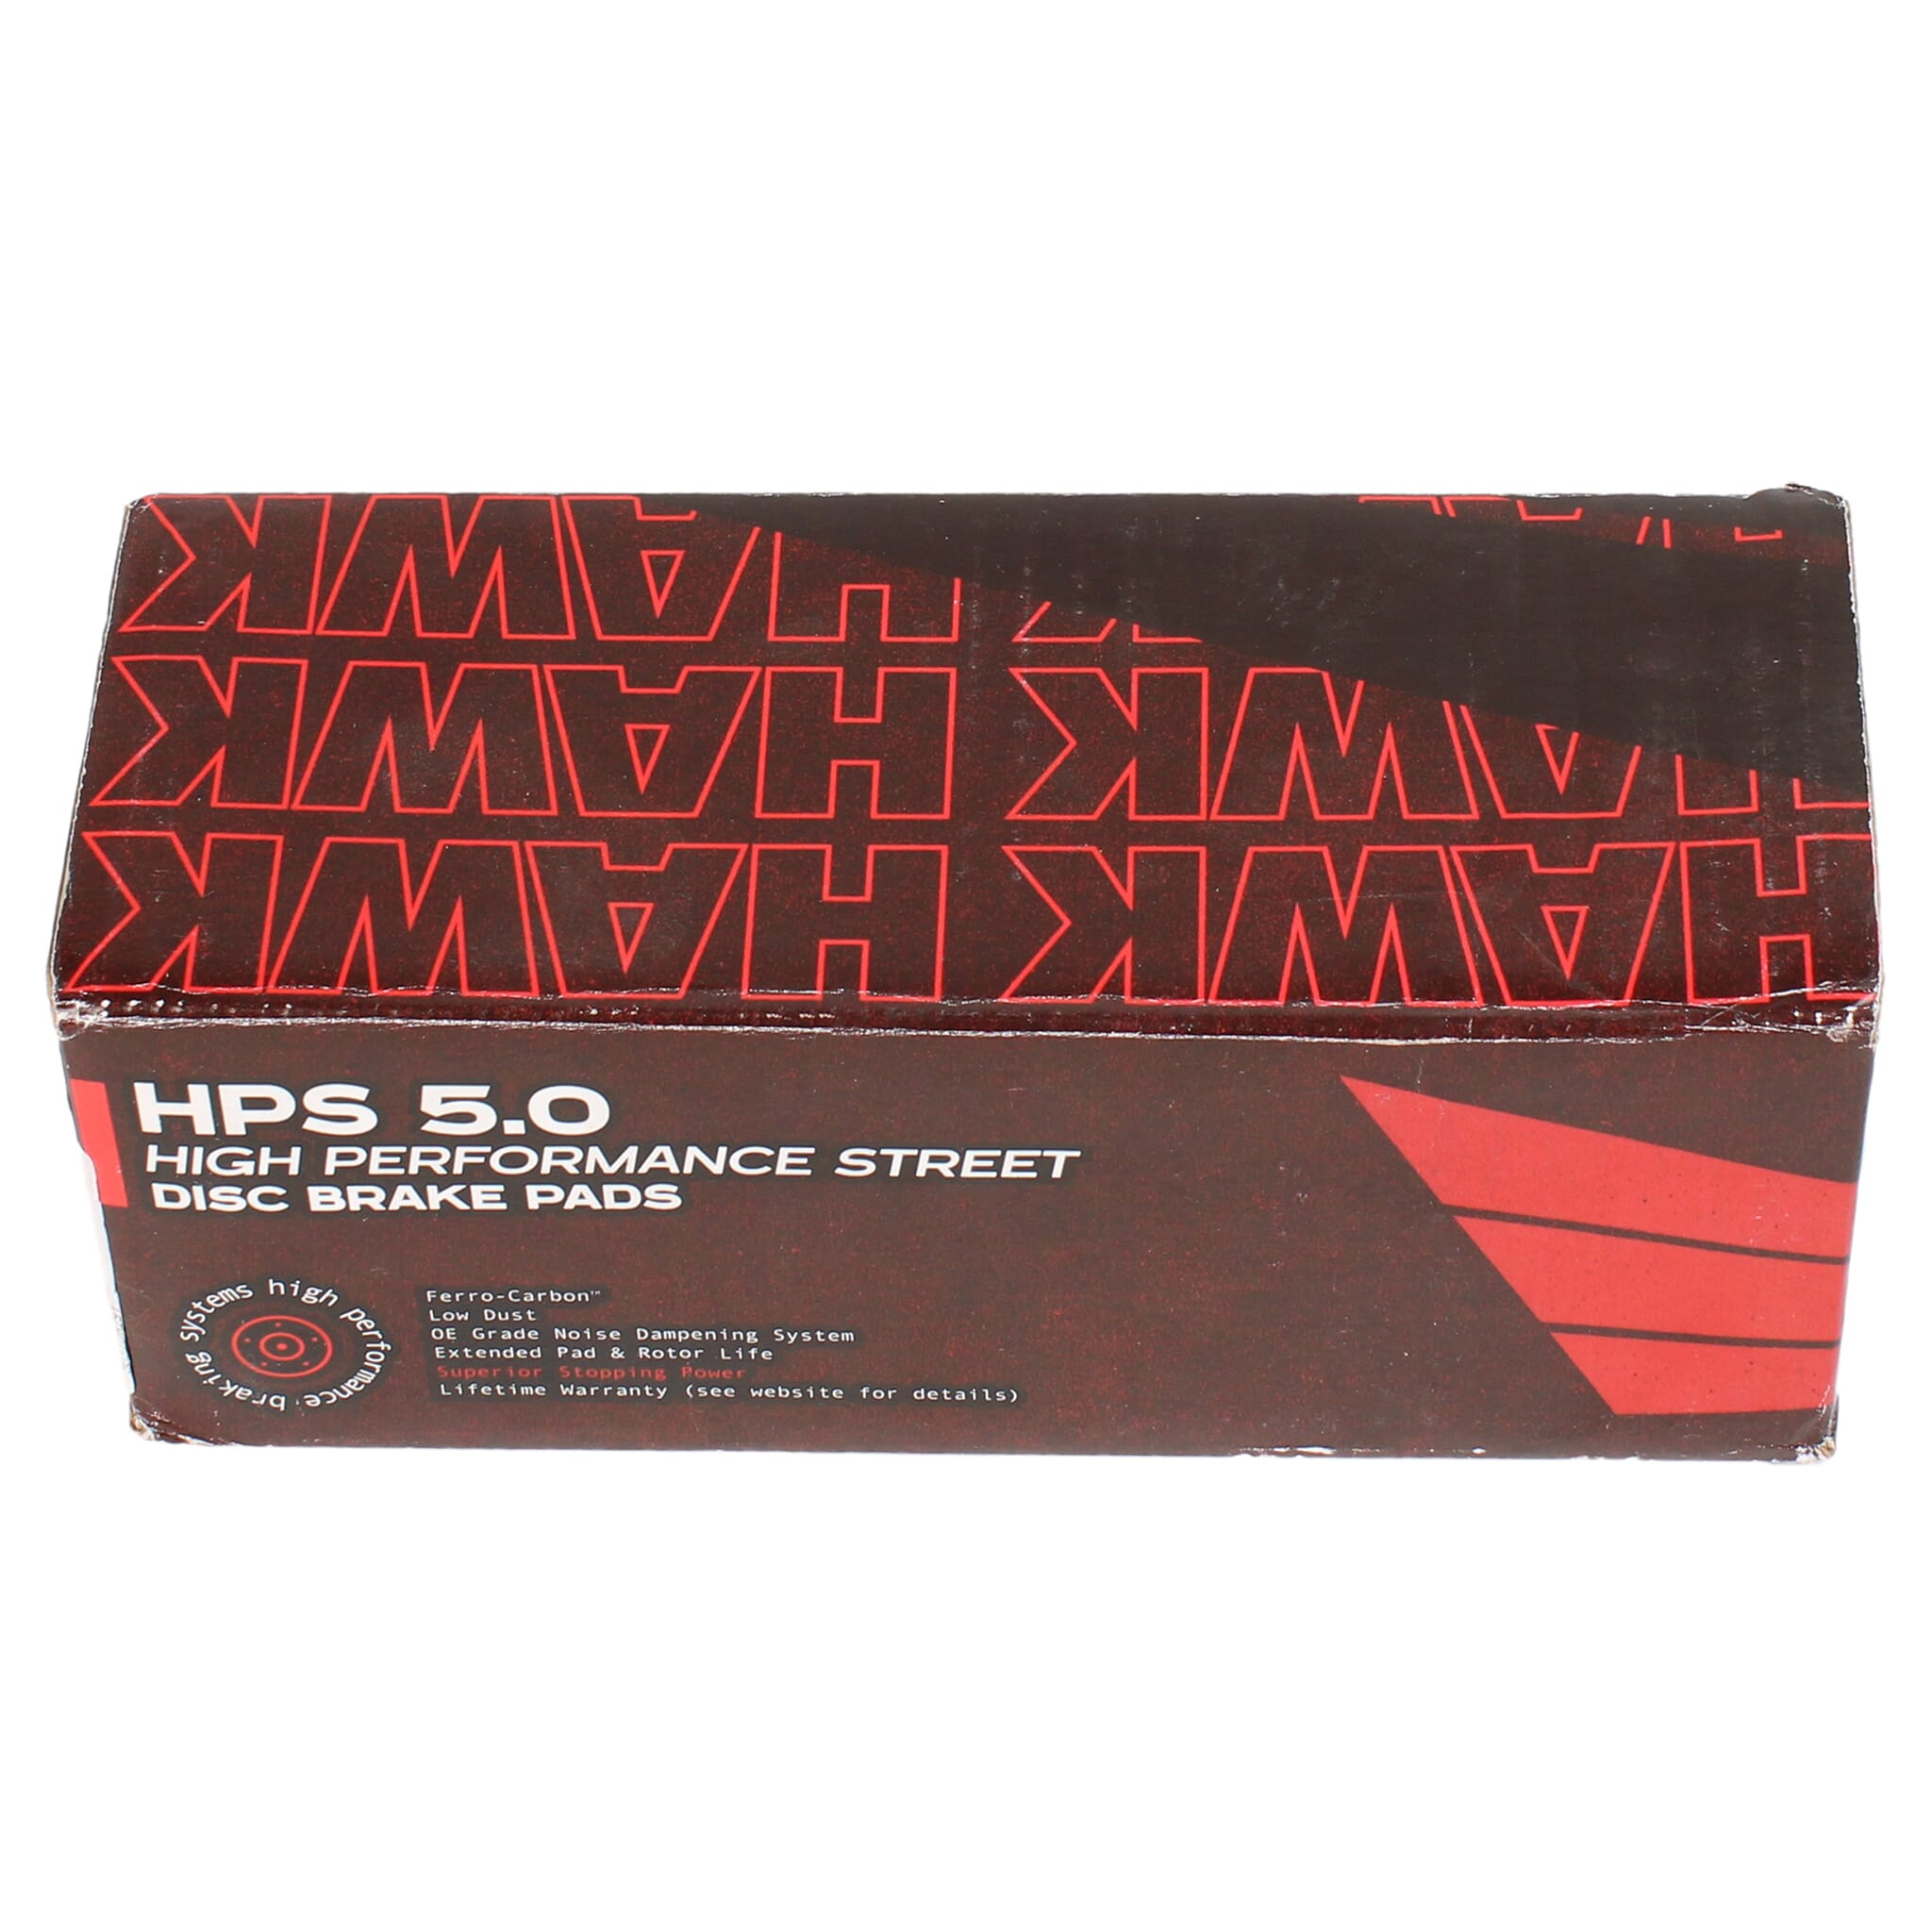 HAWK
HAWK HAWK
HAWK HAWK
HPS 5.0
HIGH PERFORMANCE STREET
DISC BRAKE PADS
high performance braking systems
Ferro-Carbon™
Low Dust
OE Grade Noise Dampening System
Extended Pad & Rotor Life
Superior Stopping Power
Lifetime Warranty (see website for details)